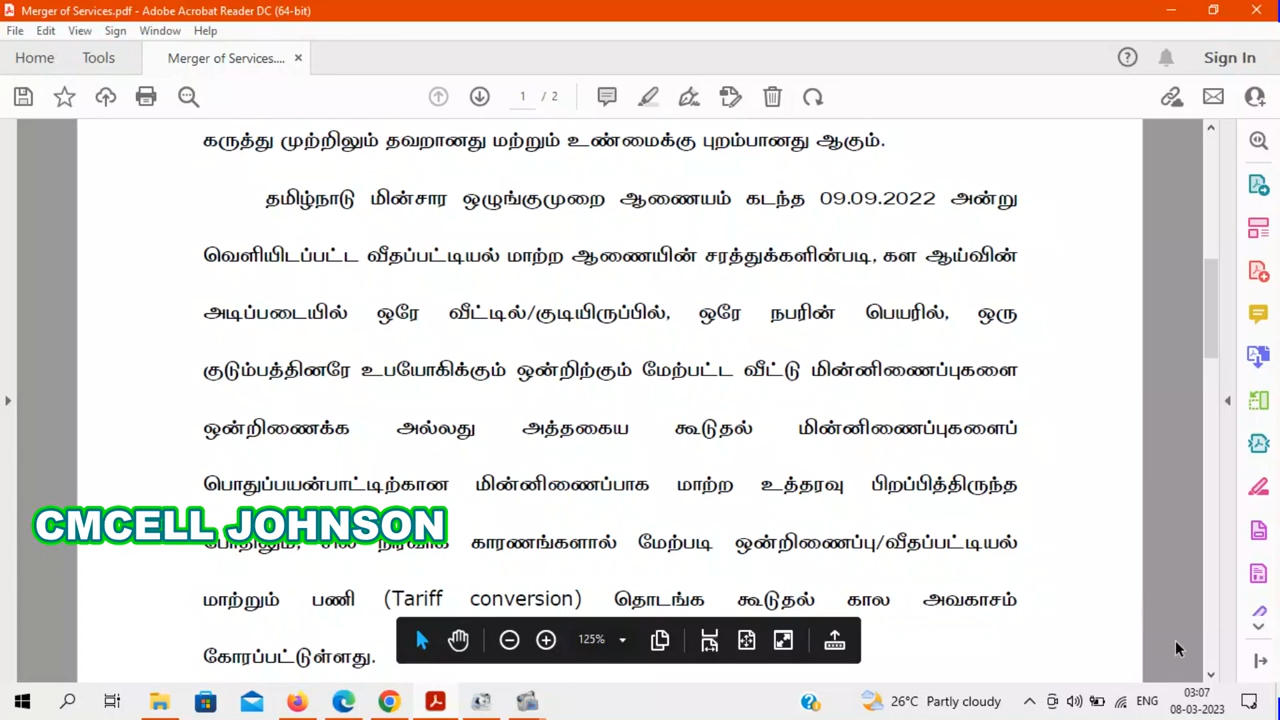 Merger of Services.pdf - Adobe Acrobat Reader DC (64-bit)
File Edit View Sign Window Help
Home Tools Merger of Services.... × Sign In
1 / 2
கருத்து முற்றிலும் தவறானது மற்றும் உண்மைக்கு புறம்பானது ஆகும்.
தமிழ்நாடு மின்சார ஒழுங்குமுறை ஆணையம் கடந்த 09.09.2022 அன்று
வெளியிடப்பட்ட வீதப்பட்டியல் மாற்ற ஆணையின் சரத்துக்களின்படி, கள ஆய்வின்
அடிப்படையில் ஒரே வீட்டில்/குடியிருப்பில், ஒரே நபரின் பெயரில், ஒரு
குடும்பத்தினரே உபயோகிக்கும் ஒன்றிற்கும் மேற்பட்ட வீட்டு மின்னிணைப்புகளை
ஒன்றிணைக்க அல்லது அத்தகைய கூடுதல் மின்னிணைப்புகளைப்
பொதுப்பயன்பாட்டிற்கான மின்னிணைப்பாக மாற்ற உத்தரவு பிறப்பித்திருந்த
CMCELL JOHNSON
காரணங்களால் மேற்படி ஒன்றிணைப்பு/வீதப்பட்டியல்
மாற்றும் பணி (Tariff conversion) தொடங்க கூடுதல் கால அவகாசம்
கோரப்பட்டுள்ளது.
125%
26°C Partly cloudy ENG 03:07
08-03-2023